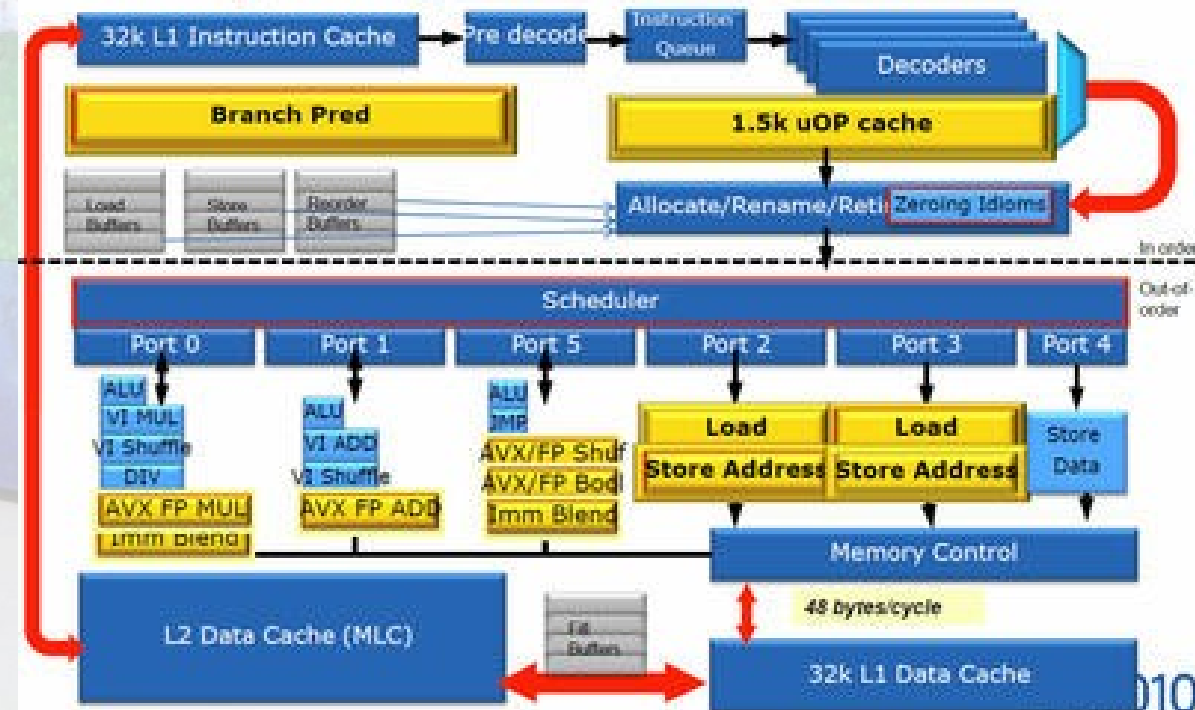 32k L1 Instruction Cache
Pre decode
Instruction
Queue
Decoders
Branch Pred
1.5k uOP cache
Load
Buffers
Store
Buffers
Reorder
Buffers
Allocate/Rename/Reti
Zeroing Idioms
In order
Out-of-
order
Scheduler
Port 0
Port 1
Port 5
Port 2
Port 3
Port 4
ALU
VI MUL
VI Shuffle
DIV
AVX FP MUL
Imm Blend
ALU
VI ADD
VI Shuffle
AVX FP ADD
ALU
JMP
AVX/FP Shuf
AVX/FP Bool
Imm Blend
Load
Store Address
Load
Store Address
Store
Data
Memory Control
48 bytes/cycle
L2 Data Cache (MLC)
Fill
Buffers
32k L1 Data Cache
010